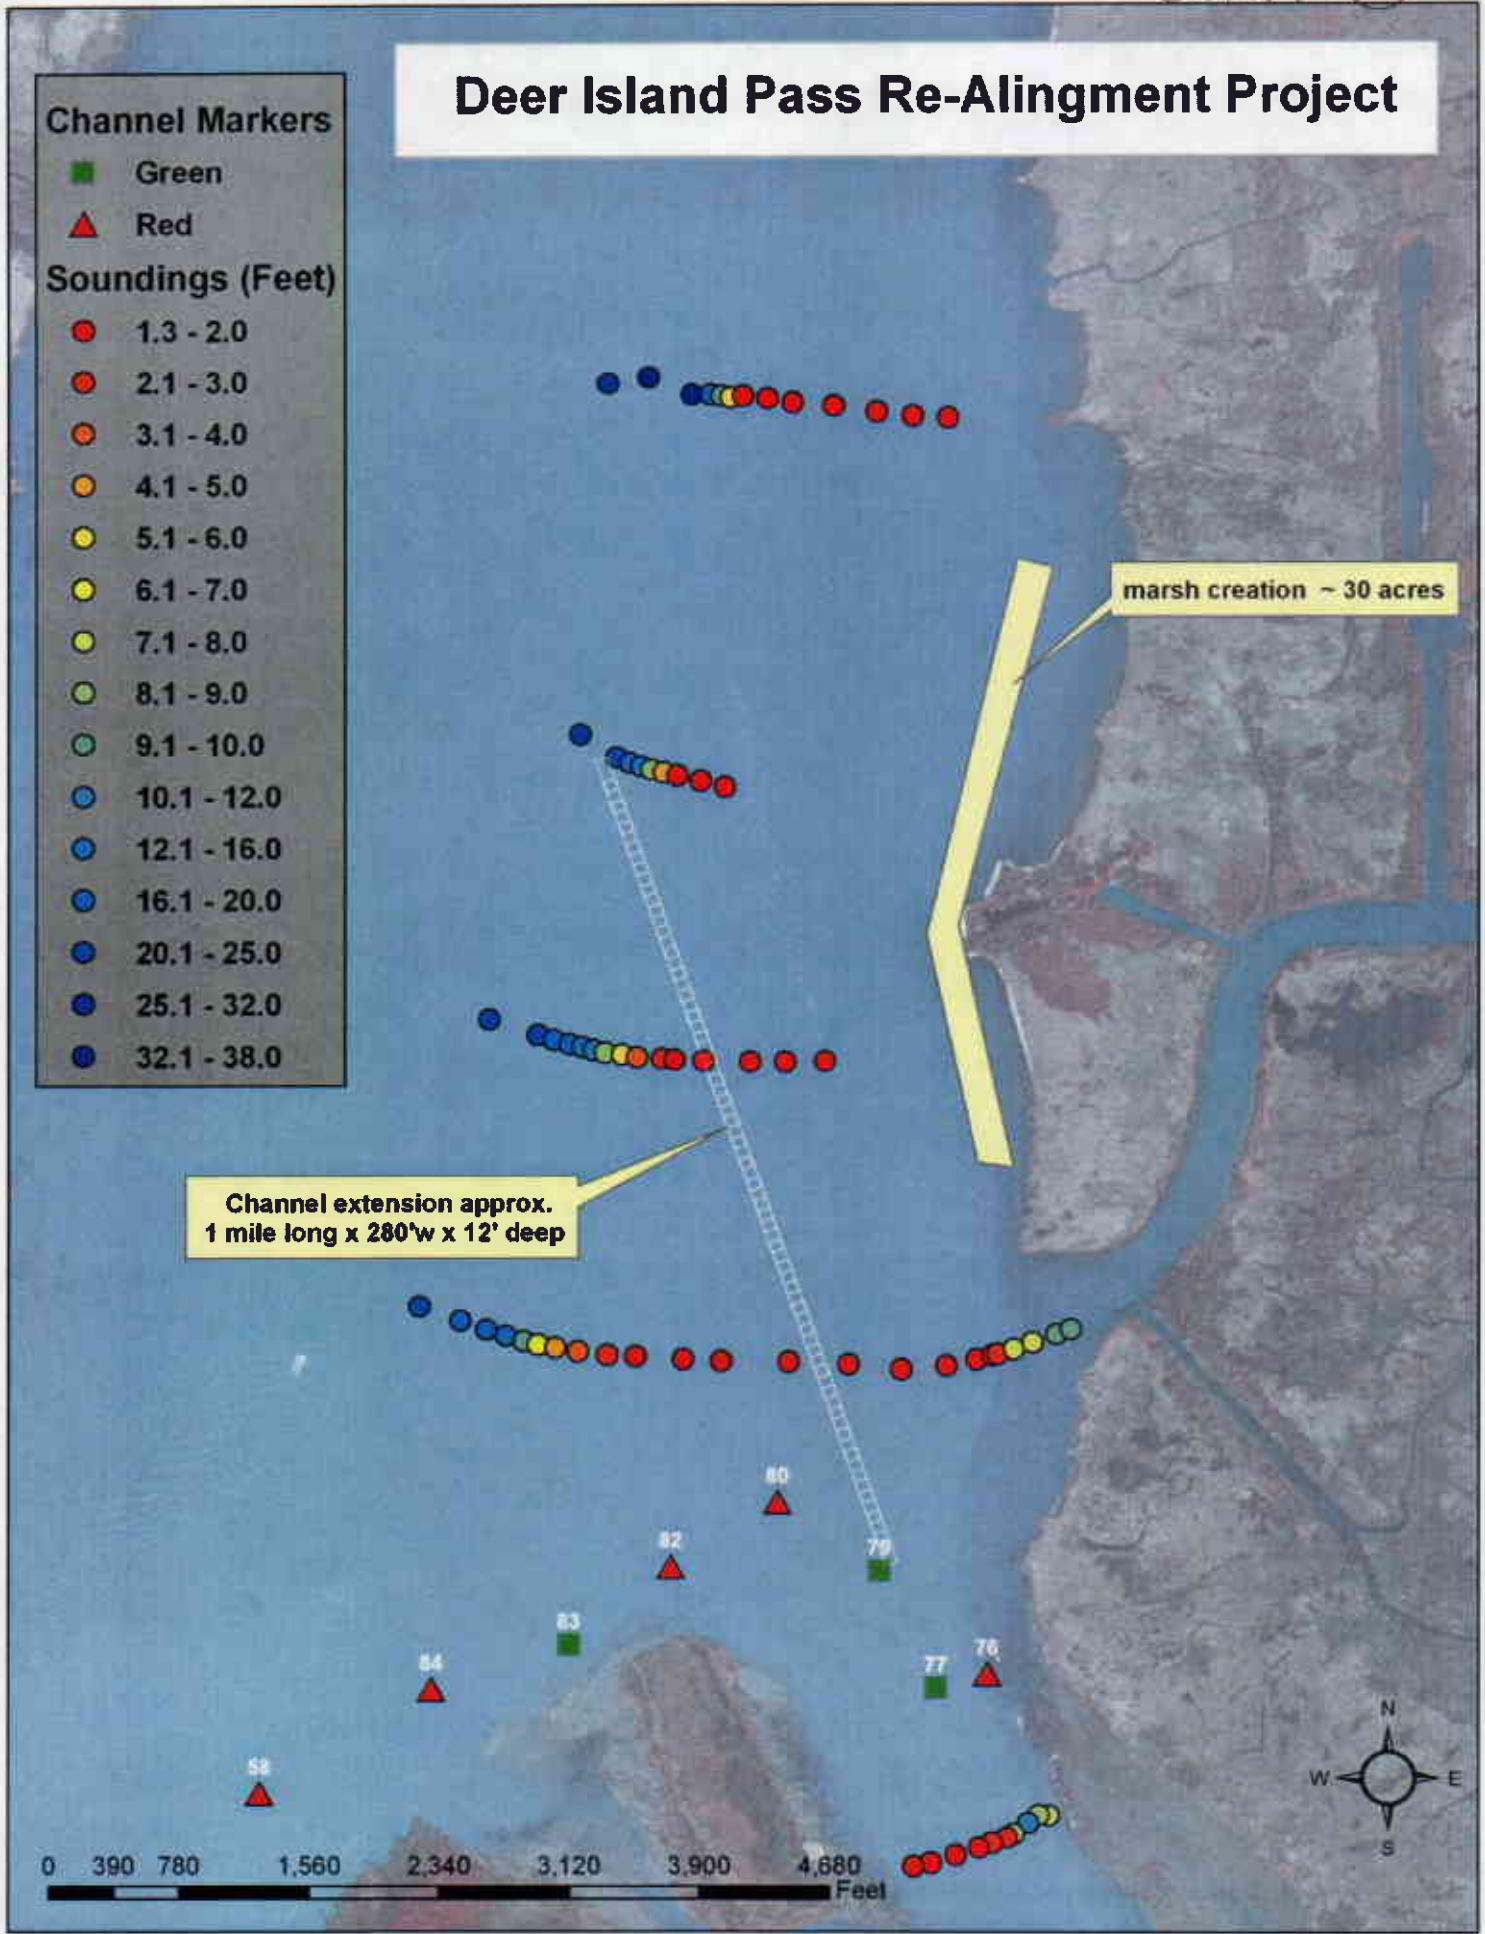 Deer Island Pass Re-Alingment Project
Channel Markers
Green
Red
Soundings (Feet)
1.3 - 2.0
2.1 - 3.0
3.1 - 4.0
4.1 - 5.0
5.1 - 6.0
6.1 - 7.0
7.1 - 8.0
8.1 - 9.0
9.1 - 10.0
10.1 - 12.0
12.1 - 16.0
16.1 - 20.0
20.1 - 25.0
25.1 - 32.0
32.1 - 38.0
marsh creation ~ 30 acres
Channel extension approx.
1 mile long x 280'w x 12' deep
80
82
79
83
84
77
76
58
N
W E
S
0 390 780 1,560 2,340 3,120 3,900 4,680
Feet